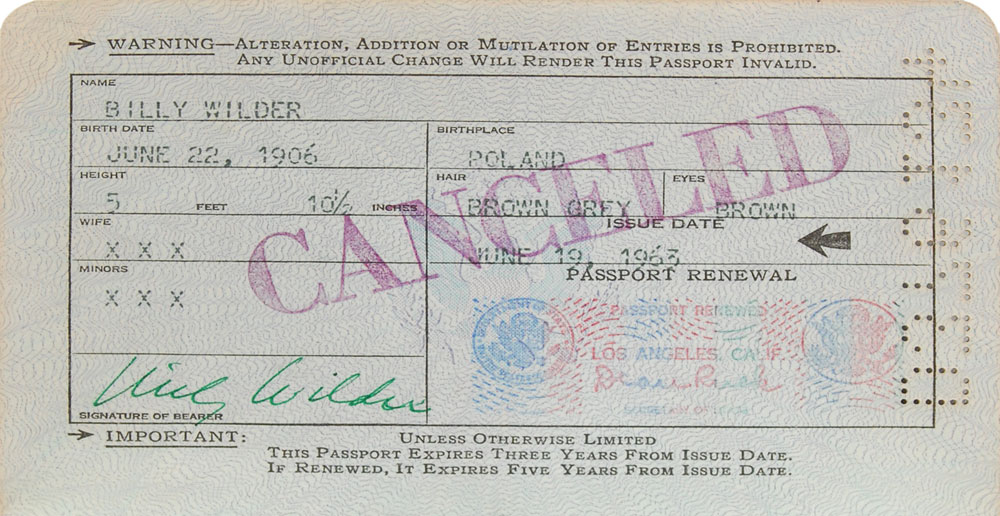 WARNING—ALTERATION, ADDITION OR MUTILATION OF ENTRIES IS PROHIBITED.
ANY UNOFFICIAL CHANGE WILL RENDER THIS PASSPORT INVALID.
NAME
BILLY WILDER
BIRTH DATE
JUNE 22, 1906
BIRTHPLACE
POLAND
HEIGHT
5 FEET 10½ INCHES
HAIR
BROWN GREY
EYES
BROWN
WIFE
X X X
ISSUE DATE
JUNE 19, 1963
MINORS
X X X
PASSPORT RENEWAL
CANCELED
PASSPORT RENEWED
LOS ANGELES, CALIF.
SECRETARY OF STATE
Billy Wilder
SIGNATURE OF BEARER
IMPORTANT: UNLESS OTHERWISE LIMITED
THIS PASSPORT EXPIRES THREE YEARS FROM ISSUE DATE.
IF RENEWED, IT EXPIRES FIVE YEARS FROM ISSUE DATE.